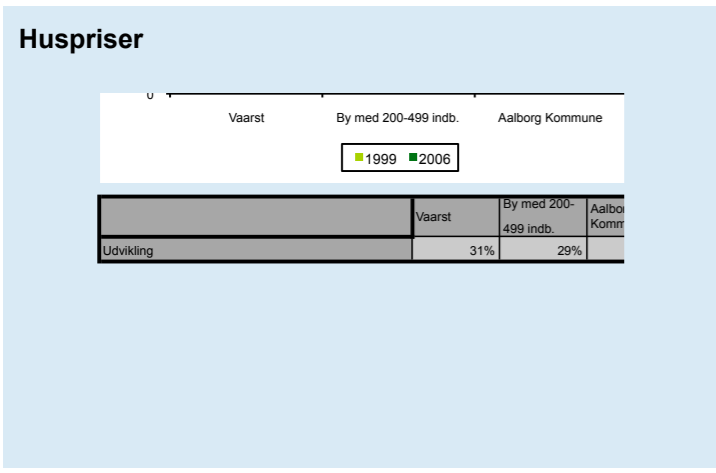 Huspriser
0
Vaarst By med 200-499 indb. Aalborg Kommune
1999 2006
Vaarst By med 200-499 indb.
Udvikling 31% 29%